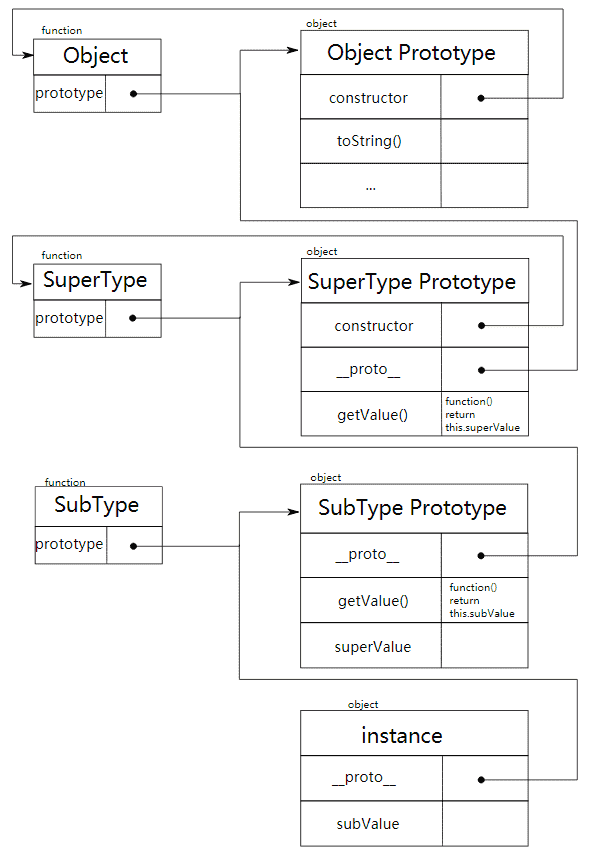 function
Object
prototype
object
Object Prototype
constructor
toString()
...
function
SuperType
prototype
object
SuperType Prototype
constructor
__proto__
getValue()
function()
return
this.superValue
function
SubType
prototype
object
SubType Prototype
__proto__
getValue()
function()
return
this.subValue
superValue
object
instance
__proto__
subValue